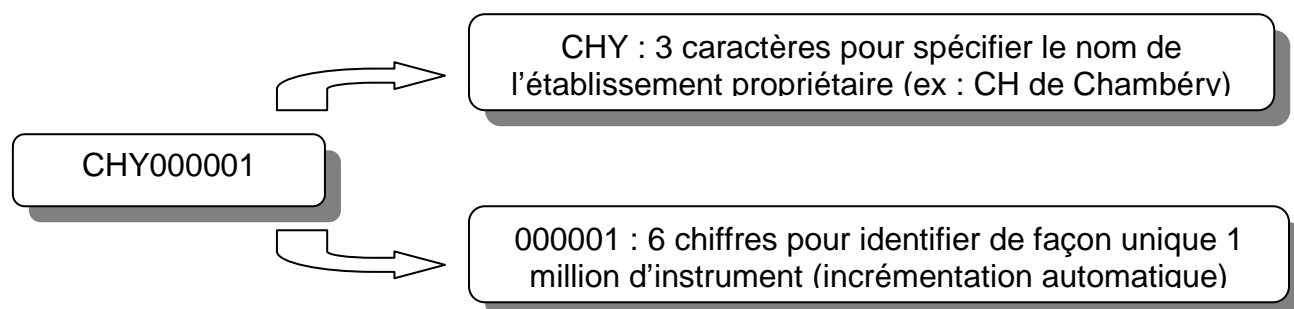 CHY : 3 caractères pour spécifier le nom de
l'établissement propriétaire (ex : CH de Chambéry)
CHY000001
000001 : 6 chiffres pour identifier de façon unique 1
million d'instrument (incrémentation automatique)